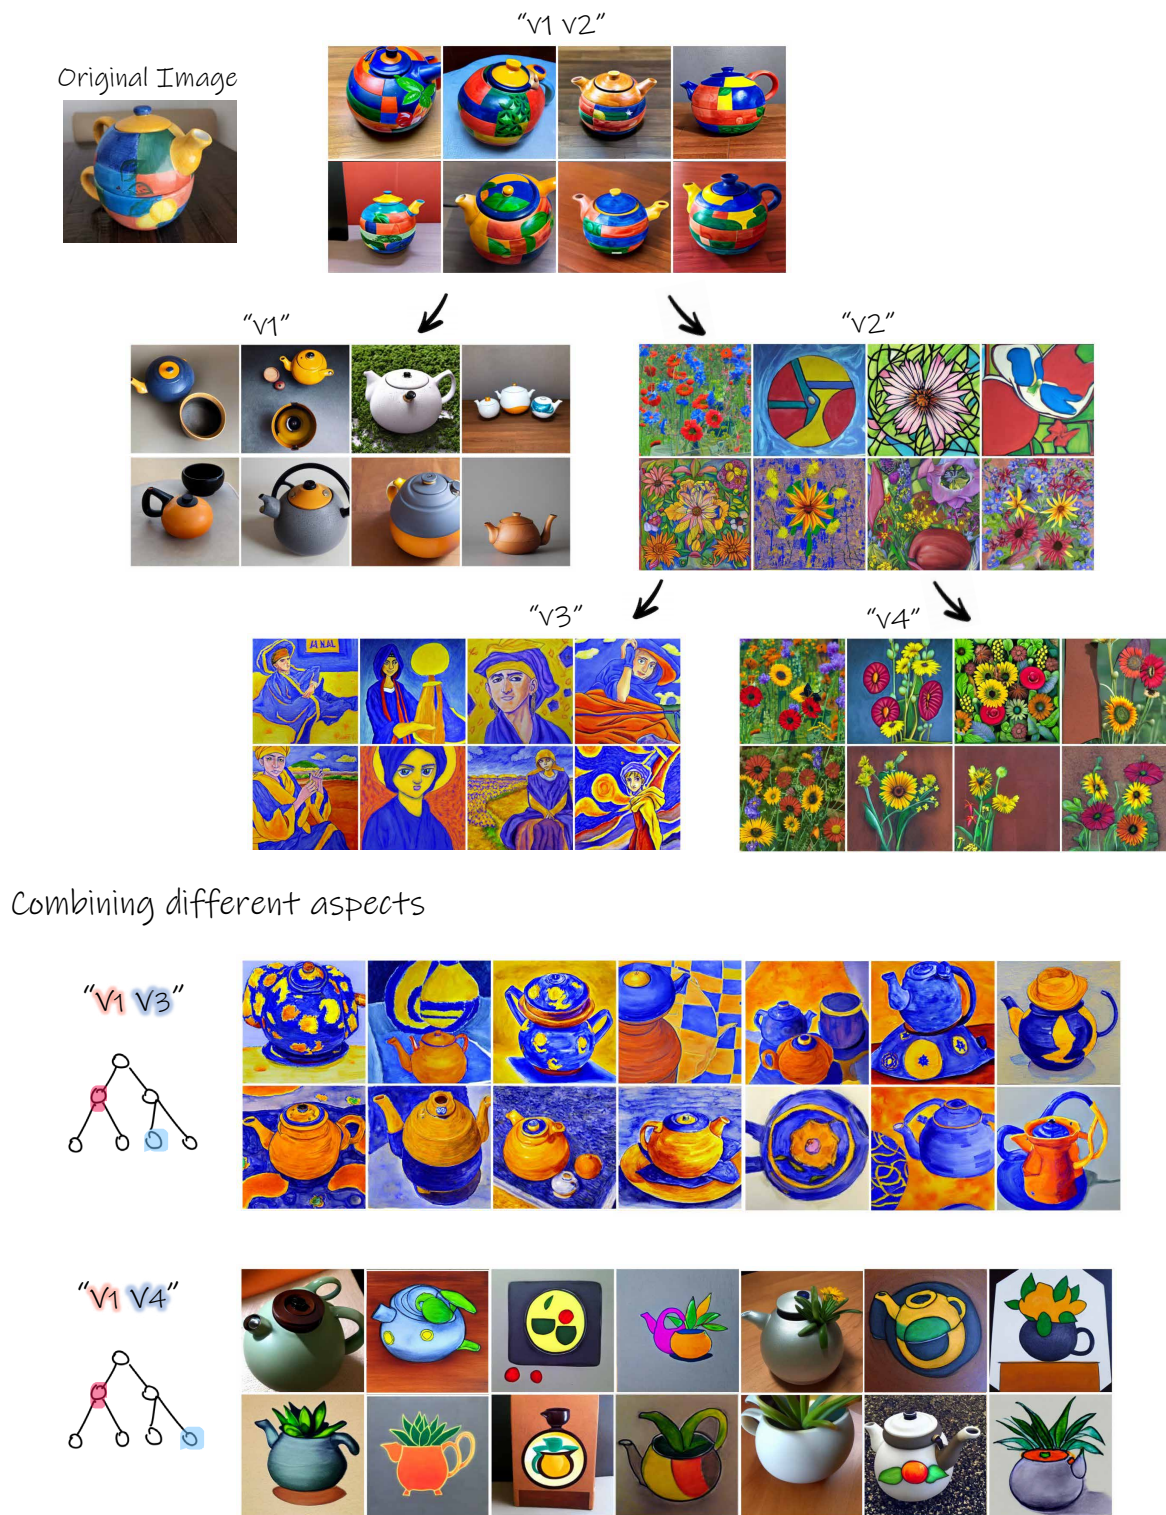 “v1 v2”
Original Image
“v1”
“v2”
“v3”
“v4”
Combining different aspects
“v1 v3”
“v1 v4”